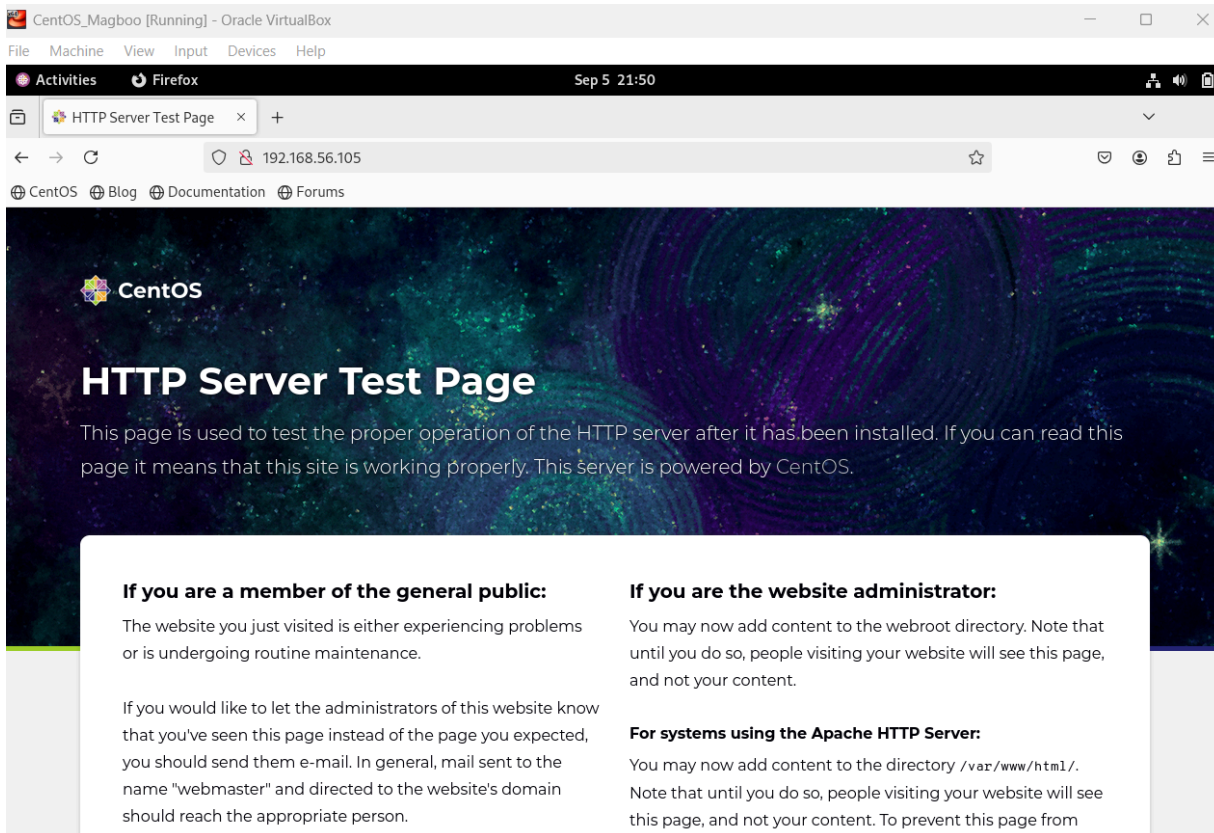 CentOS_Magboo [Running] - Oracle VirtualBox
File Machine View Input Devices Help
Activities Firefox Sep 5 21:50
HTTP Server Test Page
192.168.56.105
CentOS Blog Documentation Forums
CentOS
HTTP Server Test Page
This page is used to test the proper operation of the HTTP server after it has been installed. If you can read this
page it means that this site is working properly. This server is powered by CentOS.
If you are a member of the general public:
The website you just visited is either experiencing problems
or is undergoing routine maintenance.
If you would like to let the administrators of this website know
that you've seen this page instead of the page you expected,
you should send them e-mail. In general, mail sent to the
name "webmaster" and directed to the website's domain
should reach the appropriate person.
If you are the website administrator:
You may now add content to the webroot directory. Note that
until you do so, people visiting your website will see this page,
and not your content.
For systems using the Apache HTTP Server:
You may now add content to the directory /var/www/html/.
Note that until you do so, people visiting your website will see
this page, and not your content. To prevent this page from